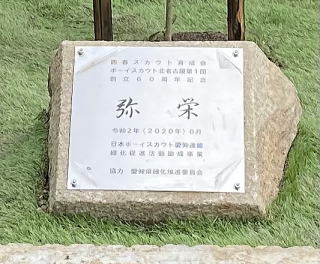 西春スカウト育成会
ボーイスカウト北名古屋第1団
創立60周年記念
弥 栄
令和2年(2020年)6月
日本ボーイスカウト愛知連盟
緑化促進活動助成事業
協力 愛知県緑化推進委員会